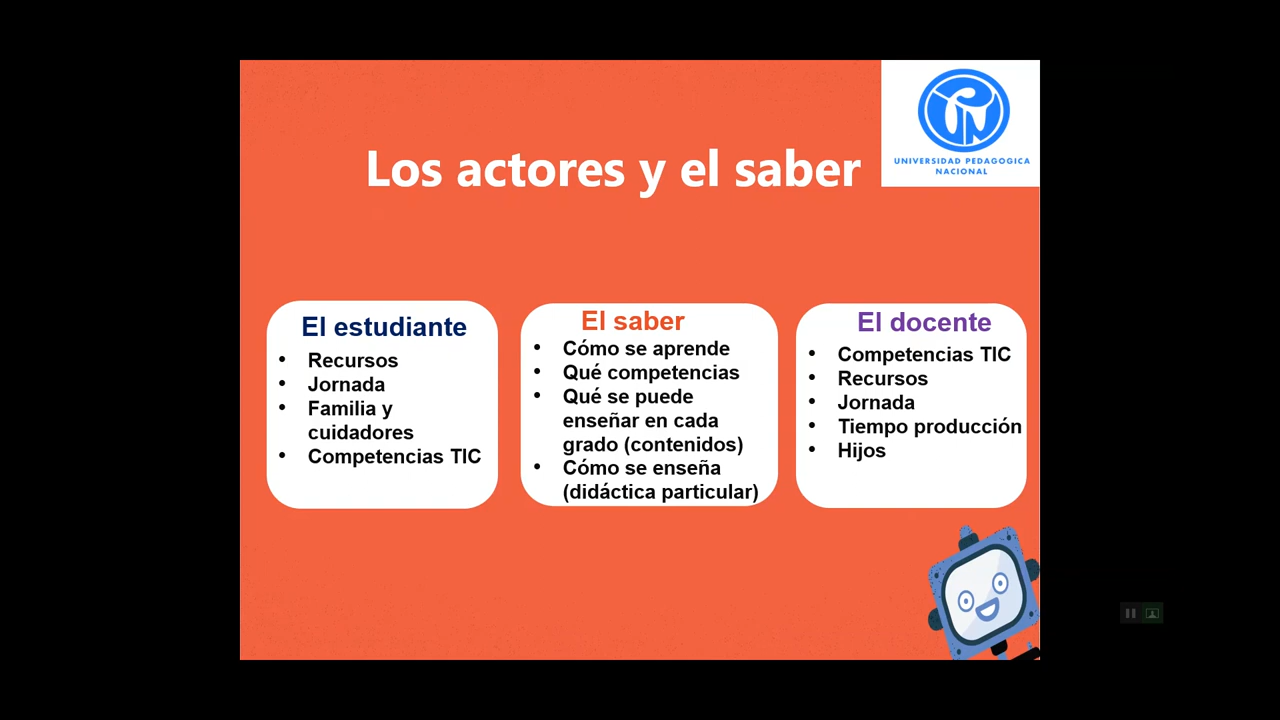 UNIVERSIDAD PEDAGOGICA
NACIONAL
Los actores y el saber
El estudiante
• Recursos
• Jornada
• Familia y
cuidadores
• Competencias TIC
El saber
• Cómo se aprende
• Qué competencias
• Qué se puede
enseñar en cada
grado (contenidos)
• Cómo se enseña
(didáctica particular)
El docente
• Competencias TIC
• Recursos
• Jornada
• Tiempo producción
• Hijos